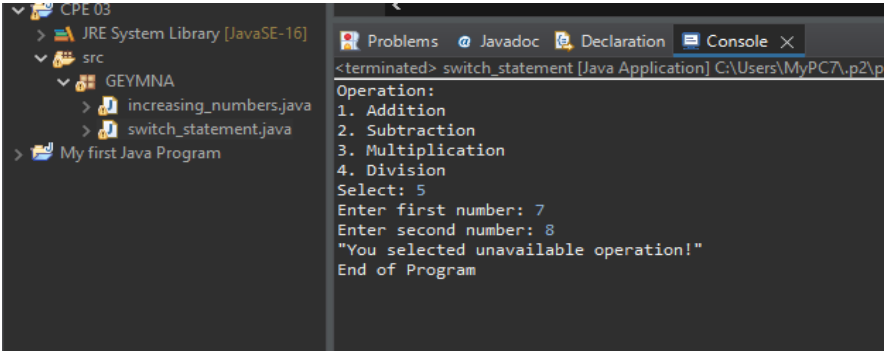 CPE 03
JRE System Library [JavaSE-16]
src
GEYMNA
increasing_numbers.java
switch_statement.java
My first Java Program
Problems @ Javadoc Declaration Console
<terminated> switch_statement [Java Application] C:\Users\MyPC7\.p2\p
Operation:
1. Addition
2. Subtraction
3. Multiplication
4. Division
Select: 5
Enter first number: 7
Enter second number: 8
"You selected unavailable operation!"
End of Program